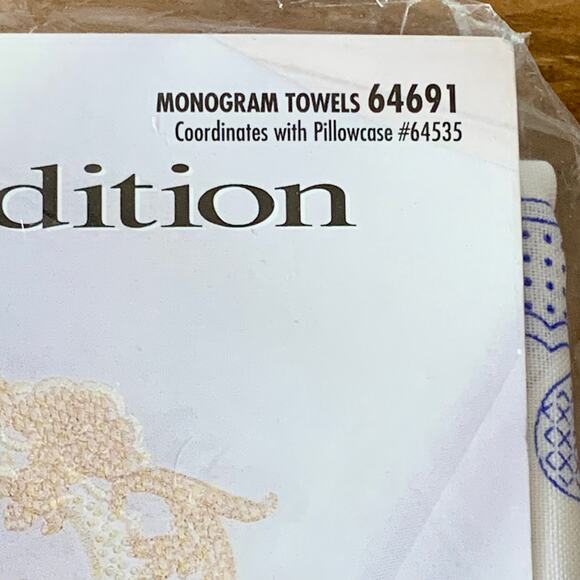 MONOGRAM TOWELS 64691
Coordinates with Pillowcase #64535
dition